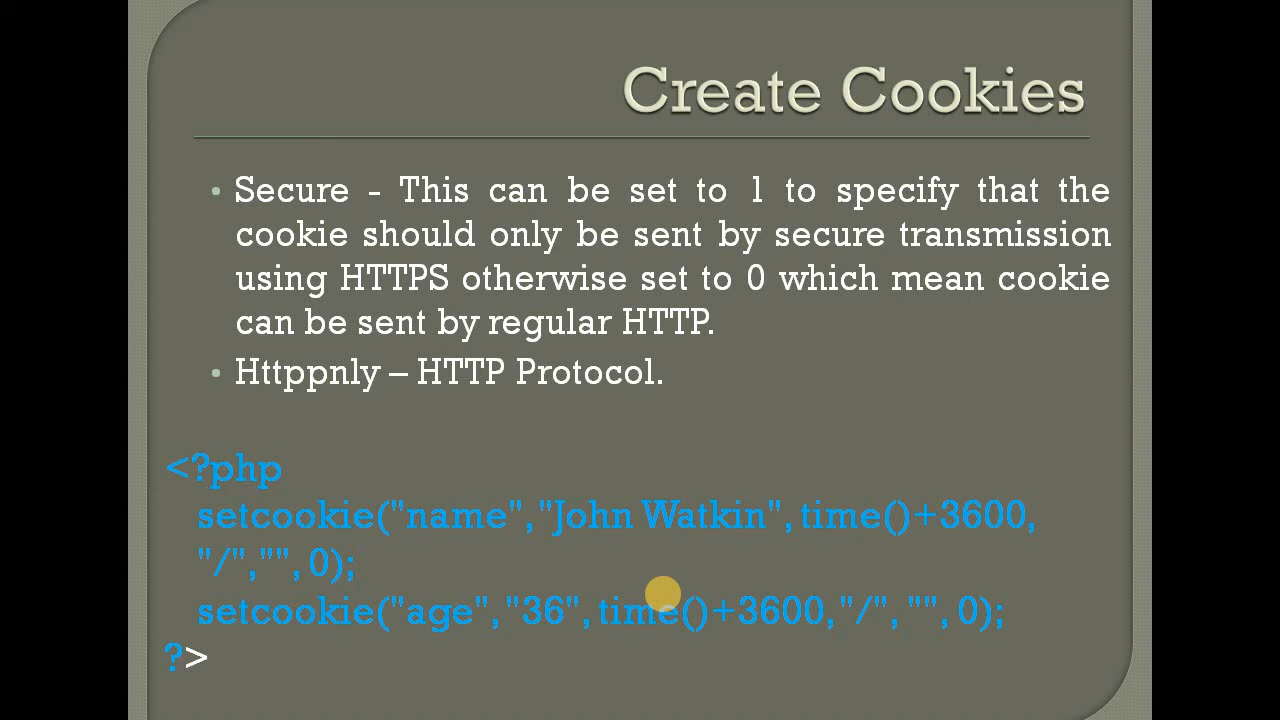 Create Cookies
• Secure - This can be set to 1 to specify that the
cookie should only be sent by secure transmission
using HTTPS otherwise set to 0 which mean cookie
can be sent by regular HTTP.
• Httppnly – HTTP Protocol.
<?php
setcookie("name","John Watkin", time()+3600,
"/","", 0);
setcookie("age", "36", time()+3600, "/", "", 0);
?>